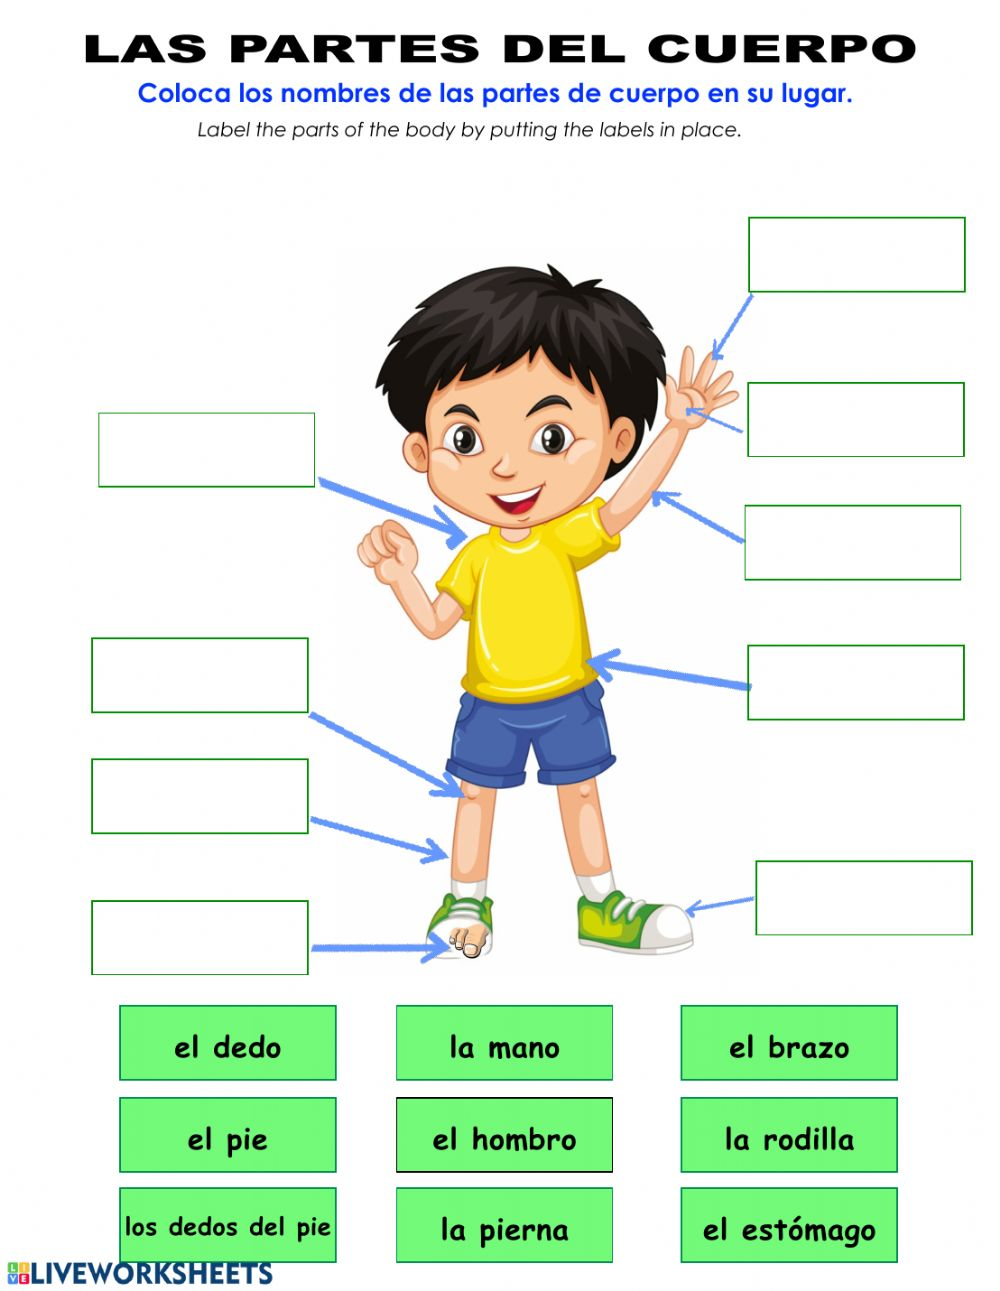 LAS PARTES DEL CUERPO
Coloca los nombres de las partes de cuerpo en su lugar.
Label the parts of the body by putting the labels in place.
el dedo
la mano
el brazo
el pie
el hombro
la rodilla
los dedos del pie
la pierna
el estómago
LIVE LIVEWORKSHEETS